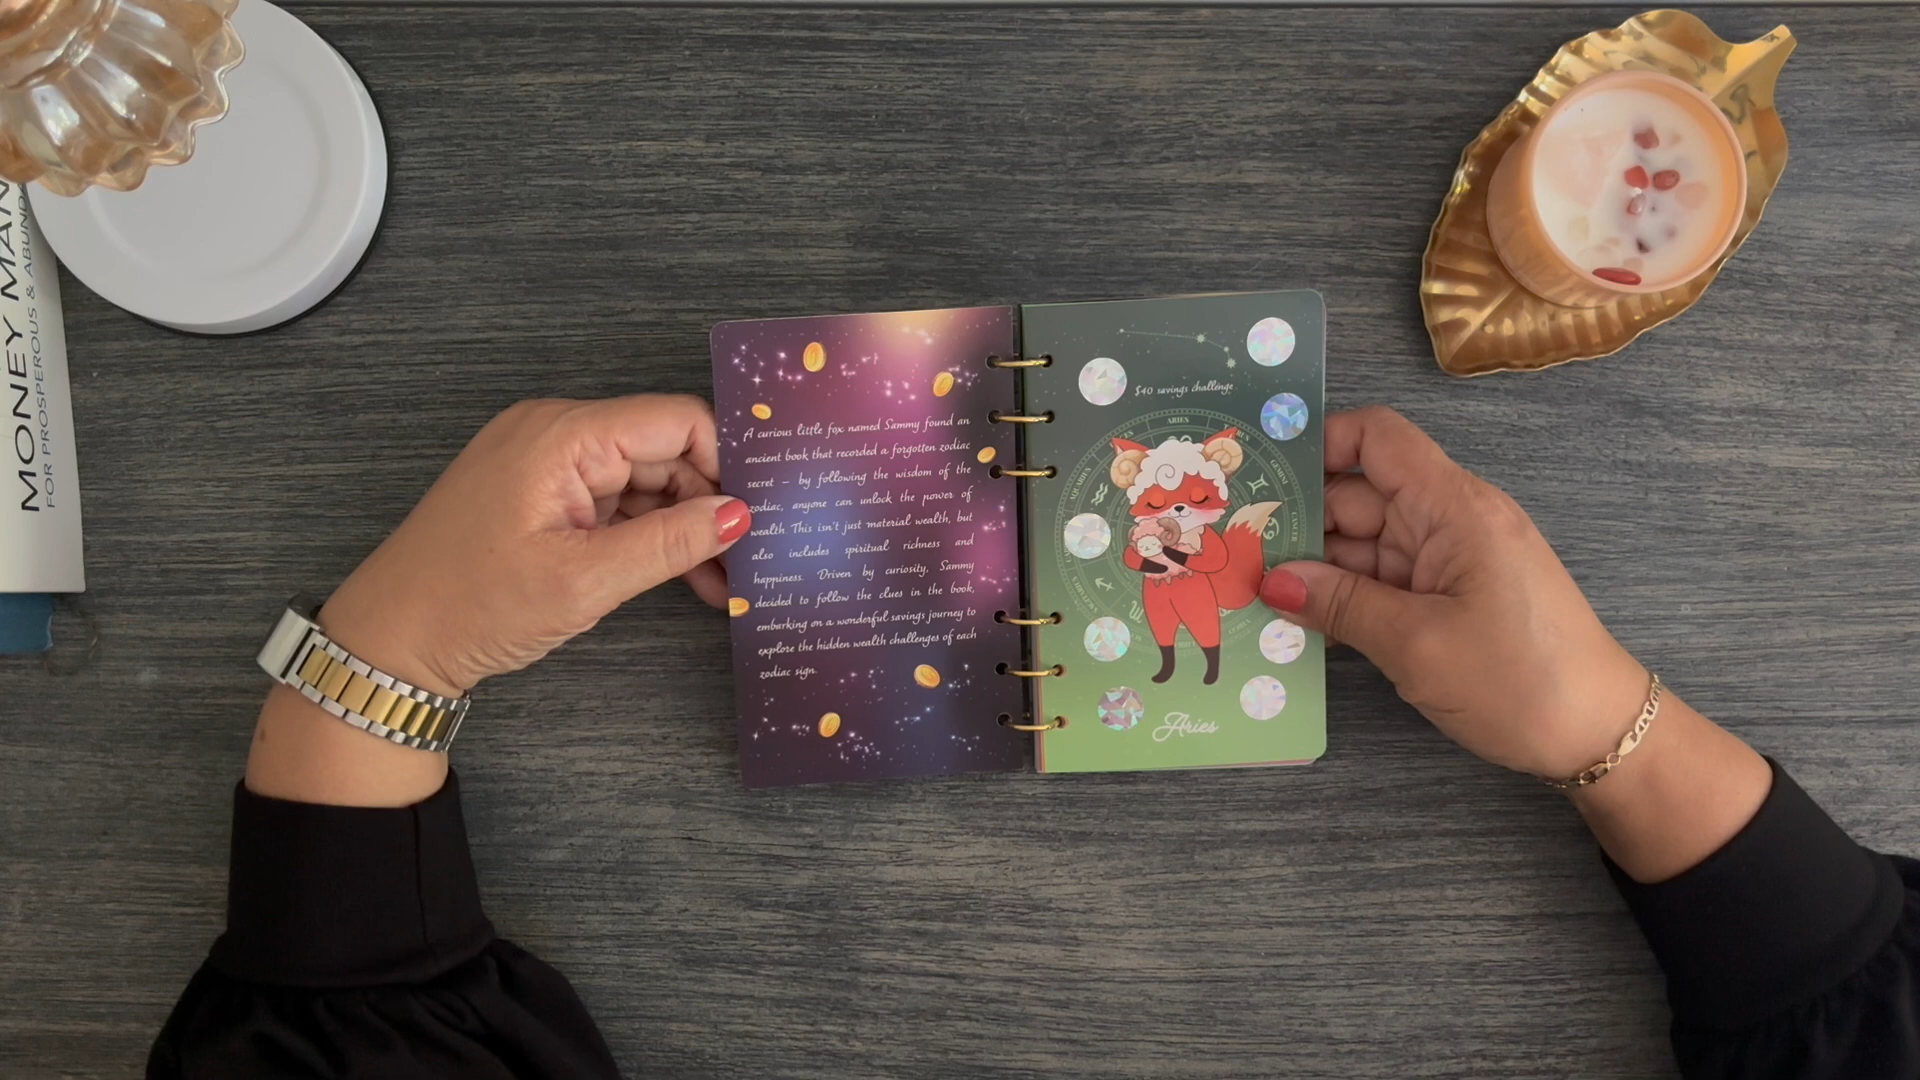 MONEY MAN
FOR PROSPEROUS & ABUND
A curious little fox named Sammy found an
ancient book that recorded a forgotten zodiac
secret – by following the wisdom of the
zodiac, anyone can unlock the power of
wealth. This isn't just material wealth, but
also includes spiritual richness and
happiness. Driven by curiosity, Sammy
decided to follow the clues in the book,
embarking on a wonderful savings journey to
explore the hidden wealth challenges of each
zodiac sign.
$40 savings challenge
ARIES
GEMINI
CANCER
AQUARIUS
Aries